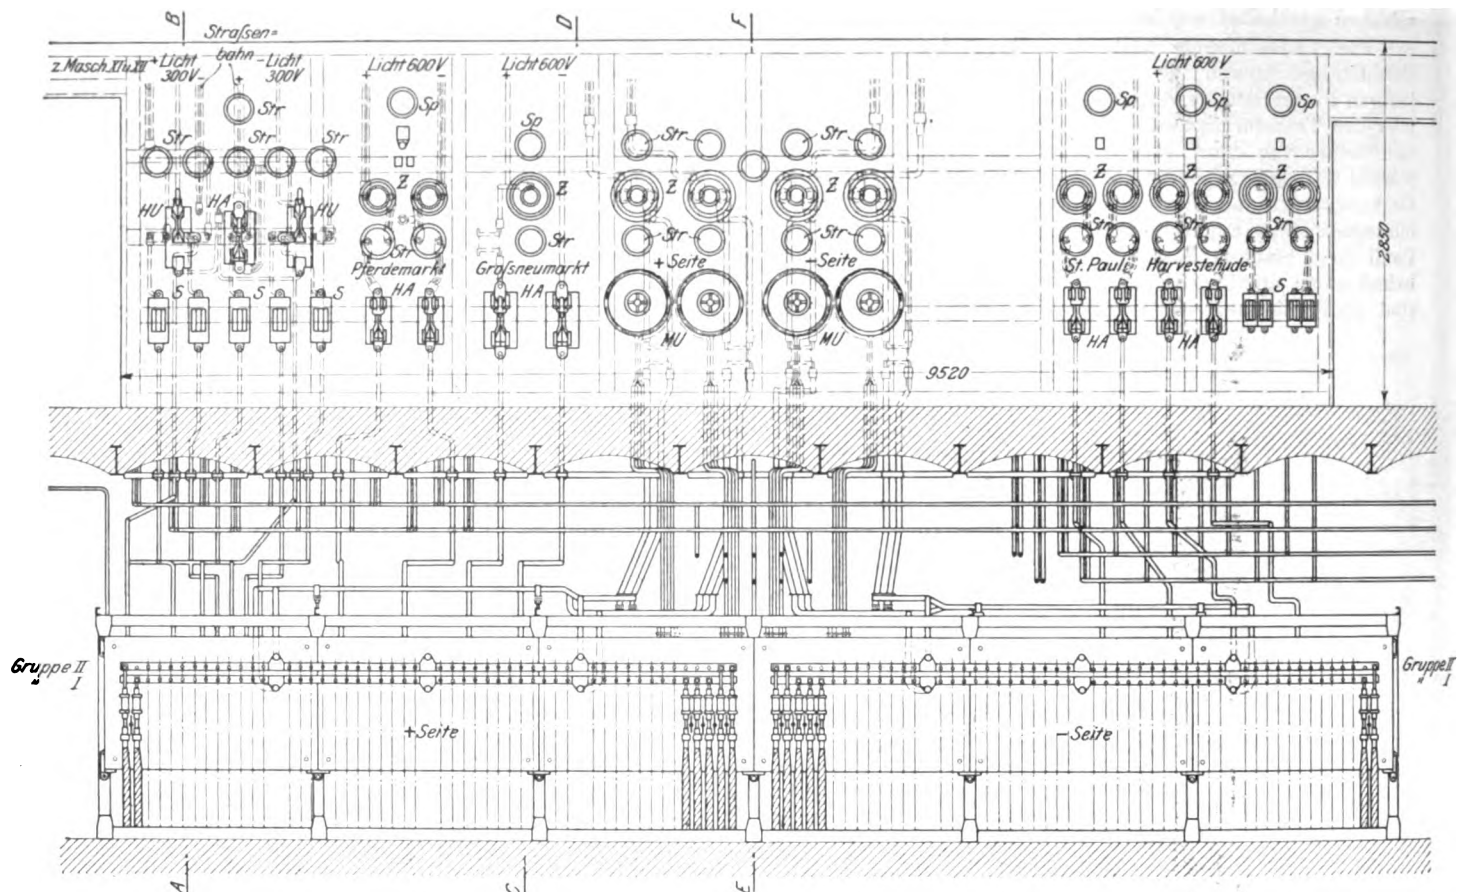 B
D
F
Straßen=
bahn
z. Masch. XI u. XII
+ Licht
300V -
- Licht
300V
+
Licht 600V
+ -
Licht 600V
+ -
Licht 600V
+ -
Str
Sp
Sp
Sp
Sp
Sp
Str
Str
Str
Str
Str
Z
Z
Z
Z
Z
Z
Z
HU
HA
HU
Str
Str
Str
Str
Str
Str
Str
Pferdemarkt
Großneumarkt
+ Seite
- Seite
St. Pauli
Harvestehude
2850
S
S
HA
HA
S
MU
MU
HA
HA
9520
Gruppe II
" I
Gruppe II
" I
+ Seite
- Seite
A
C
E